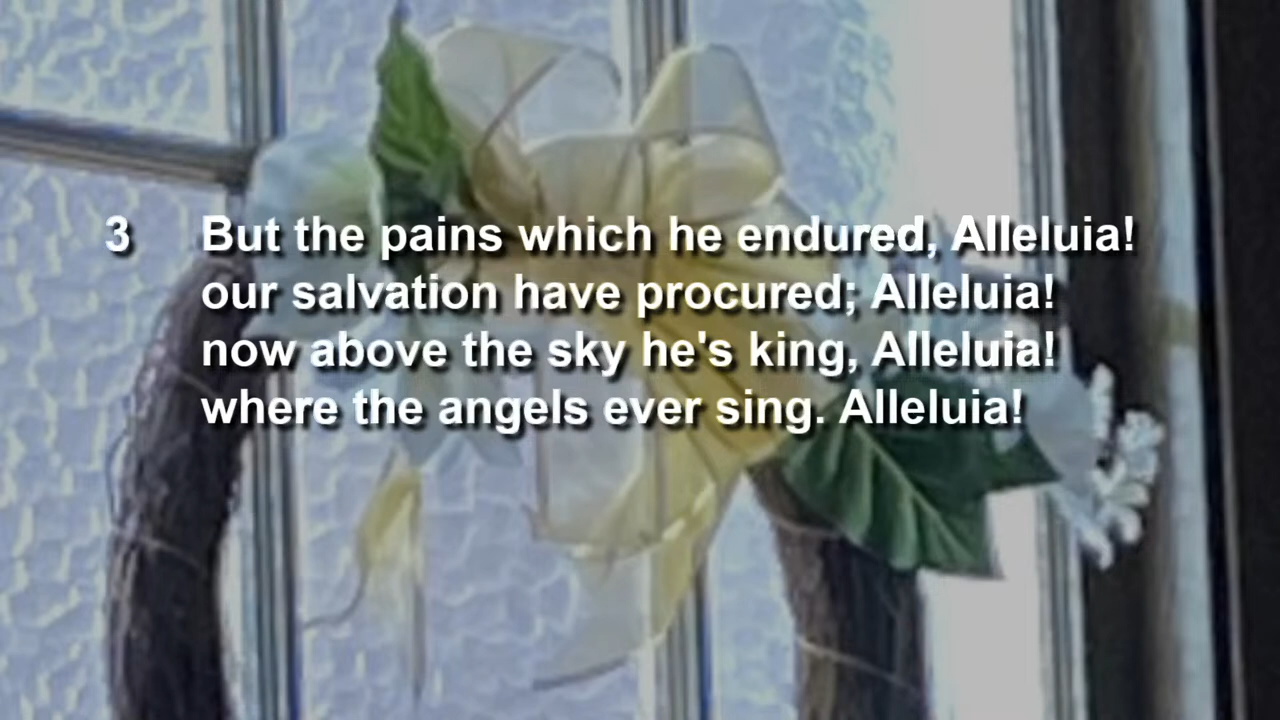 3 But the pains which he endured, Alleluia!
our salvation have procured; Alleluia!
now above the sky he's king, Alleluia!
where the angels ever sing. Alleluia!